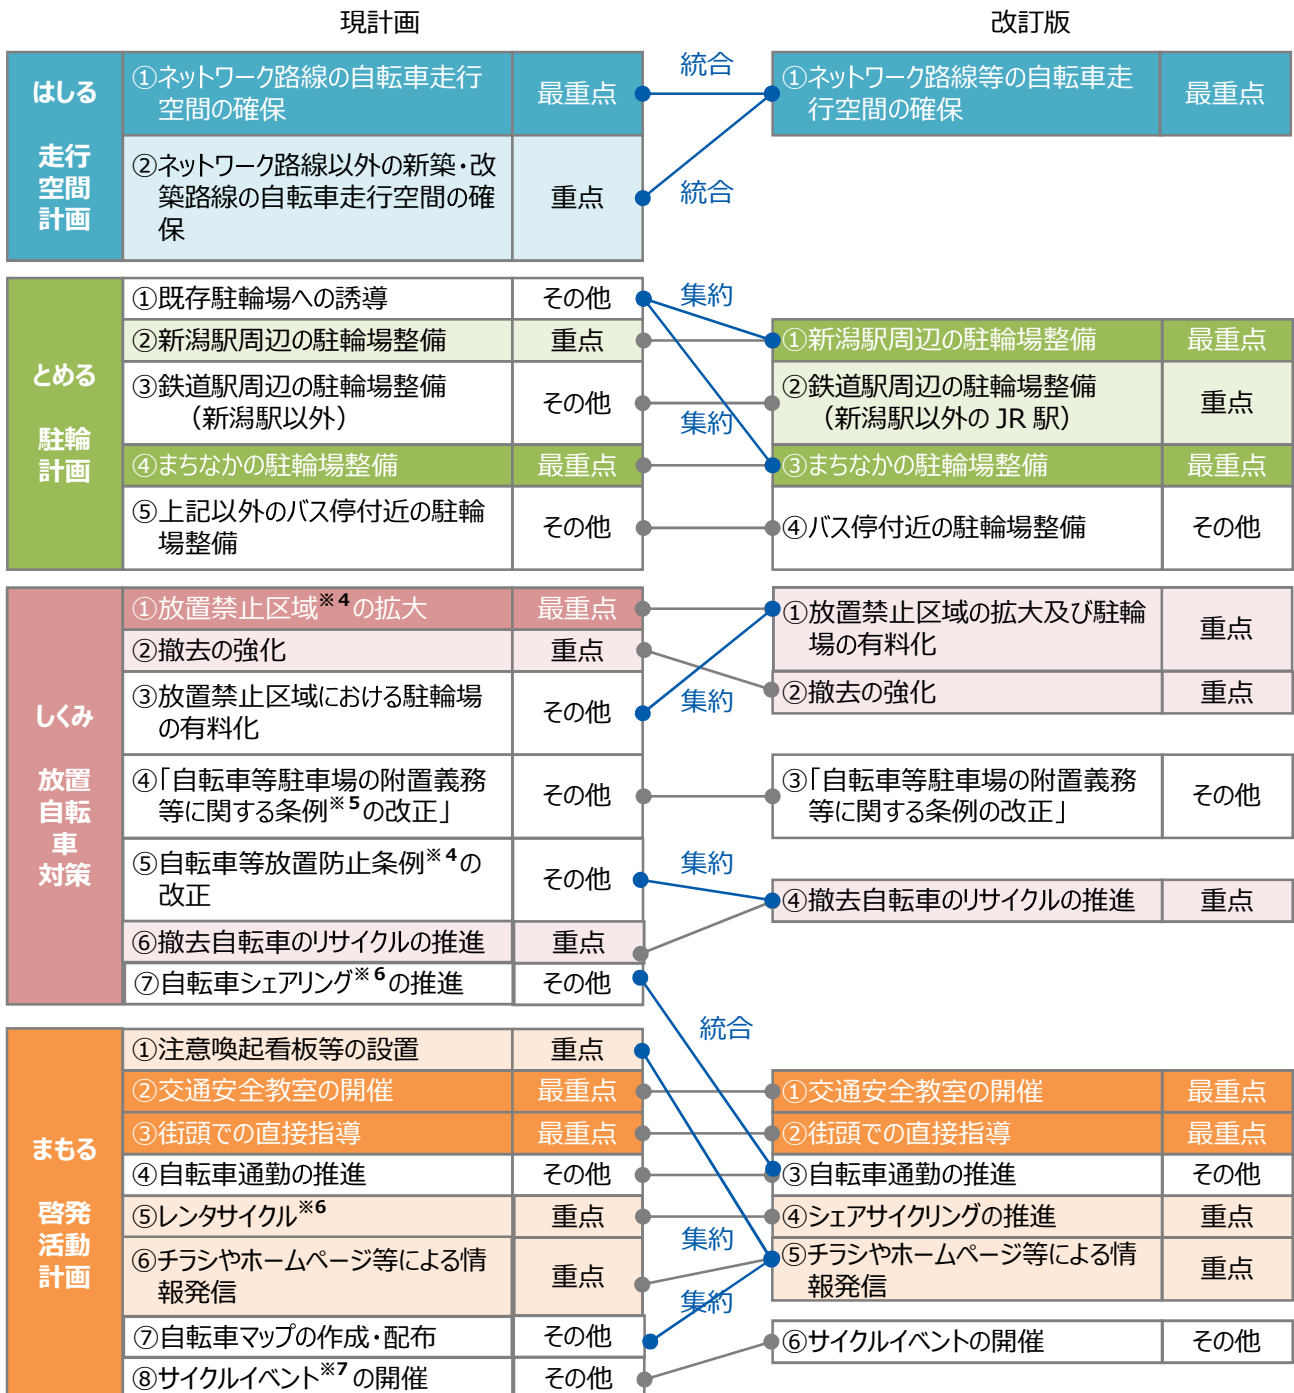 現計画
改訂版
はしる
走行
空間
計画
①ネットワーク路線の自転車走行
空間の確保
最重点
②ネットワーク路線以外の新築・改
築路線の自転車走行空間の確
保
重点
統合
統合
①ネットワーク路線等の自転車走
行空間の確保
最重点
とめる
駐輪
計画
①既存駐輪場への誘導
その他
②新潟駅周辺の駐輪場整備
重点
③鉄道駅周辺の駐輪場整備
（新潟駅以外）
その他
④まちなかの駐輪場整備
最重点
⑤上記以外のバス停付近の駐輪
場整備
その他
集約
集約
①新潟駅周辺の駐輪場整備
最重点
②鉄道駅周辺の駐輪場整備
（新潟駅以外の JR 駅）
重点
③まちなかの駐輪場整備
最重点
④バス停付近の駐輪場整備
その他
しくみ
放置
自転
車
対策
①放置禁止区域※４の拡大
最重点
②撤去の強化
重点
③放置禁止区域における駐輪場
の有料化
その他
④「自転車等駐車場の附置義務
等に関する条例※５の改正」
その他
⑤自転車等放置防止条例※４の
改正
その他
⑥撤去自転車のリサイクルの推進
重点
⑦自転車シェアリング※６の推進
その他
集約
集約
①放置禁止区域の拡大及び駐輪
場の有料化
重点
②撤去の強化
重点
③「自転車等駐車場の附置義務
等に関する条例の改正」
その他
④撤去自転車のリサイクルの推進
重点
まもる
啓発
活動
計画
①注意喚起看板等の設置
重点
②交通安全教室の開催
最重点
③街頭での直接指導
最重点
④自転車通勤の推進
その他
⑤レンタサイクル※６
重点
⑥チラシやホームページ等による情
報発信
重点
⑦自転車マップの作成・配布
その他
⑧サイクルイベント※７の開催
その他
統合
集約
集約
①交通安全教室の開催
最重点
②街頭での直接指導
最重点
③自転車通勤の推進
その他
④シェアサイクリングの推進
重点
⑤チラシやホームページ等による情
報発信
重点
⑥サイクルイベントの開催
その他